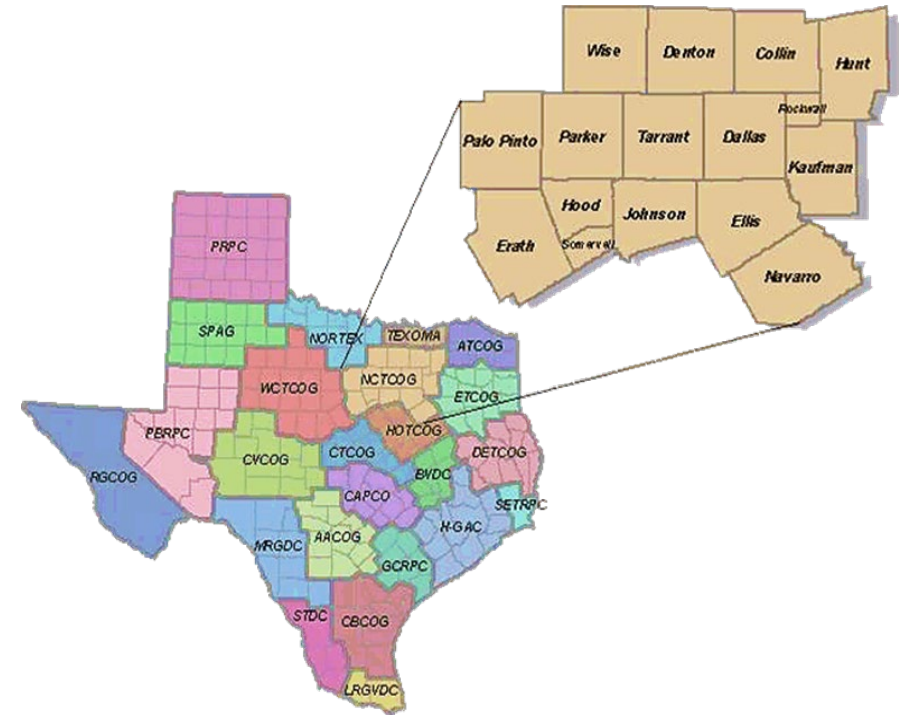 Wise
Denton
Collin
Hunt
Rockwall
Palo Pinto
Parker
Tarrant
Dallas
Kaufman
Hood
Johnson
Ellis
Erath
Somervell
Navarro
PRPC
SPAG
NORTEX
TEXOMA
ATCOG
WCTCOG
NCTCOG
ETCOG
PBRPC
HOTCOG
CVCOG
CTCOG
DETCOG
BVDC
RGCOG
CAPCO
SETRPC
H-GAC
AACOG
MRGDC
GCRPC
STDC
CBCOG
LRGVDC